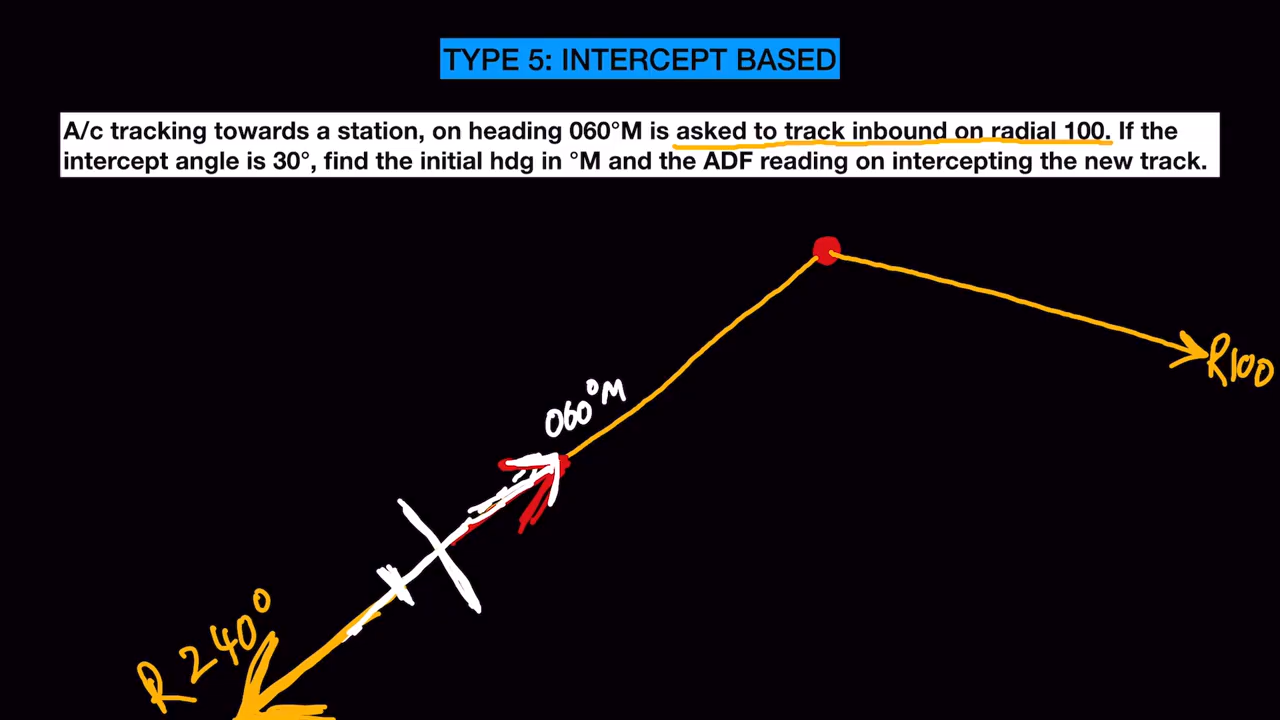 TYPE 5: INTERCEPT BASED
A/c tracking towards a station, on heading 060°M is asked to track inbound on radial 100. If the
intercept angle is 30°, find the initial hdg in °M and the ADF reading on intercepting the new track.
R100
060°M
R240°